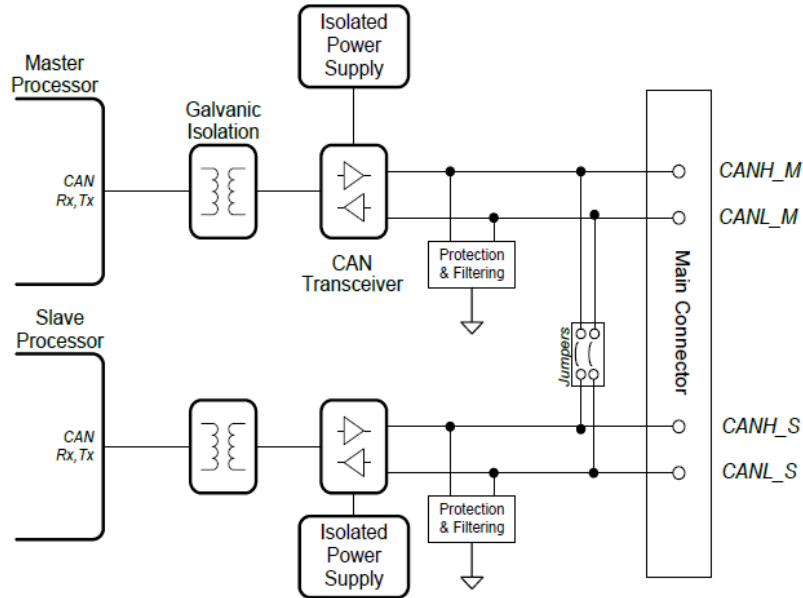 Isolated
Power
Supply
Master
Processor
Galvanic
Isolation
CAN
Rx,Tx
CANH_M
CANL_M
Protection
& Filtering
CAN
Transceiver
Main Connector
Jumpers
Slave
Processor
CAN
Rx,Tx
CANH_S
CANL_S
Protection
& Filtering
Isolated
Power
Supply